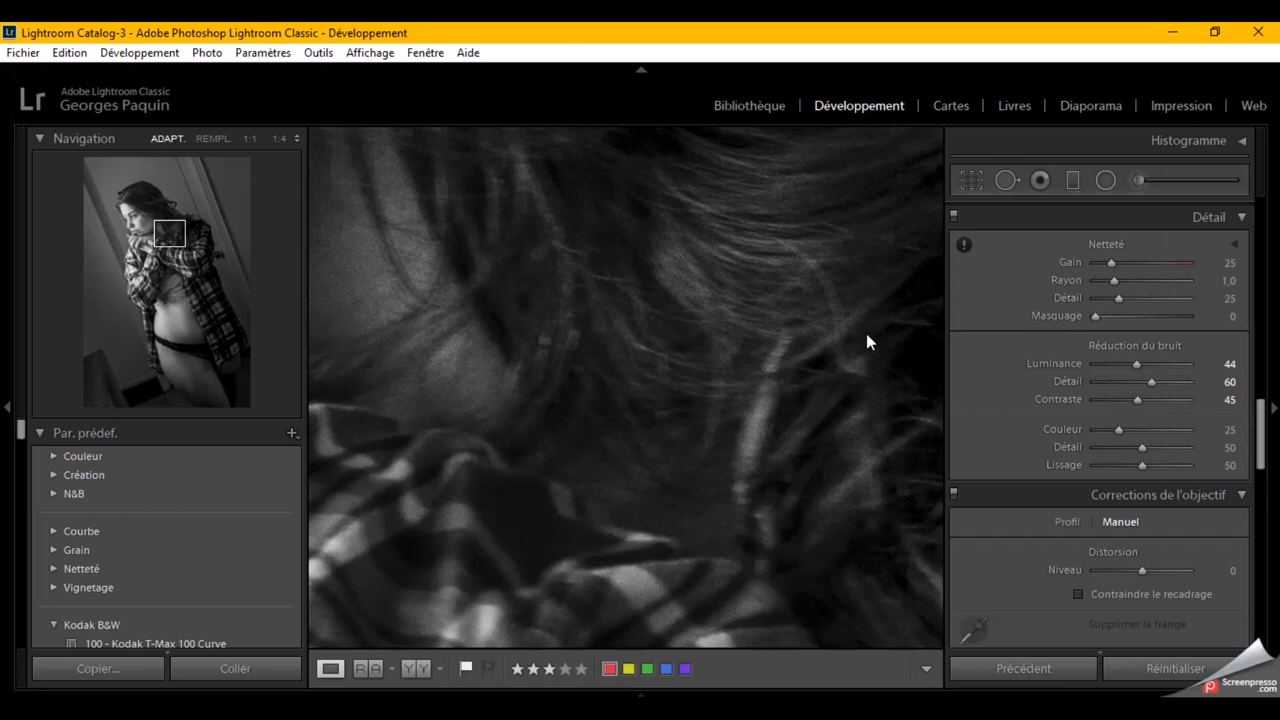 Lr Lightroom Catalog-3 - Adobe Photoshop Lightroom Classic - Développement
Fichier Edition Développement Photo Paramètres Outils Affichage Fenêtre Aide
Lr Adobe Lightroom Classic
Georges Paquin
Bibliothèque | Développement | Cartes | Livres | Diaporama | Impression | Web
Navigation ADAPT. REMPL. 1:1 1:4
Histogramme
Détail
Netteté
Gain 25
Rayon 1,0
Détail 25
Masquage 0
Réduction du bruit
Luminance 44
Détail 60
Contraste 45
Couleur 25
Détail 50
Lissage 50
Par. prédef.
Couleur
Création
N&B
Courbe
Grain
Netteté
Vignetage
Kodak B&W
100 - Kodak T-Max 100 Curve
Corrections de l'objectif
Profil | Manuel
Distorsion
Niveau 0
Contraindre le recadrage
Supprimer la frange
Copier... Coller
R A Y Y
Précédent Réinitialiser
Screenpresso
.com